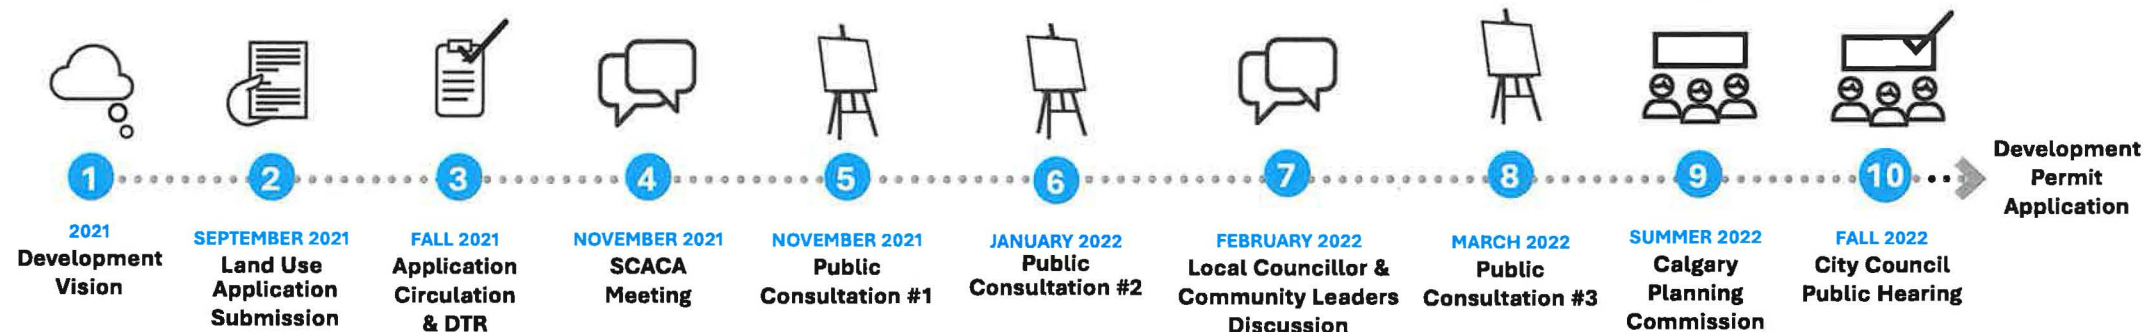 1
2021
Development
Vision
2
SEPTEMBER 2021
Land Use
Application
Submission
3
FALL 2021
Application
Circulation
& DTR
4
NOVEMBER 2021
SCACA
Meeting
5
NOVEMBER 2021
Public
Consultation #1
6
JANUARY 2022
Public
Consultation #2
7
FEBRUARY 2022
Local Councillor &
Community Leaders
Discussion
8
MARCH 2022
Public
Consultation #3
9
SUMMER 2022
Calgary
Planning
Commission
10
FALL 2022
City Council
Public Hearing
Development
Permit
Application